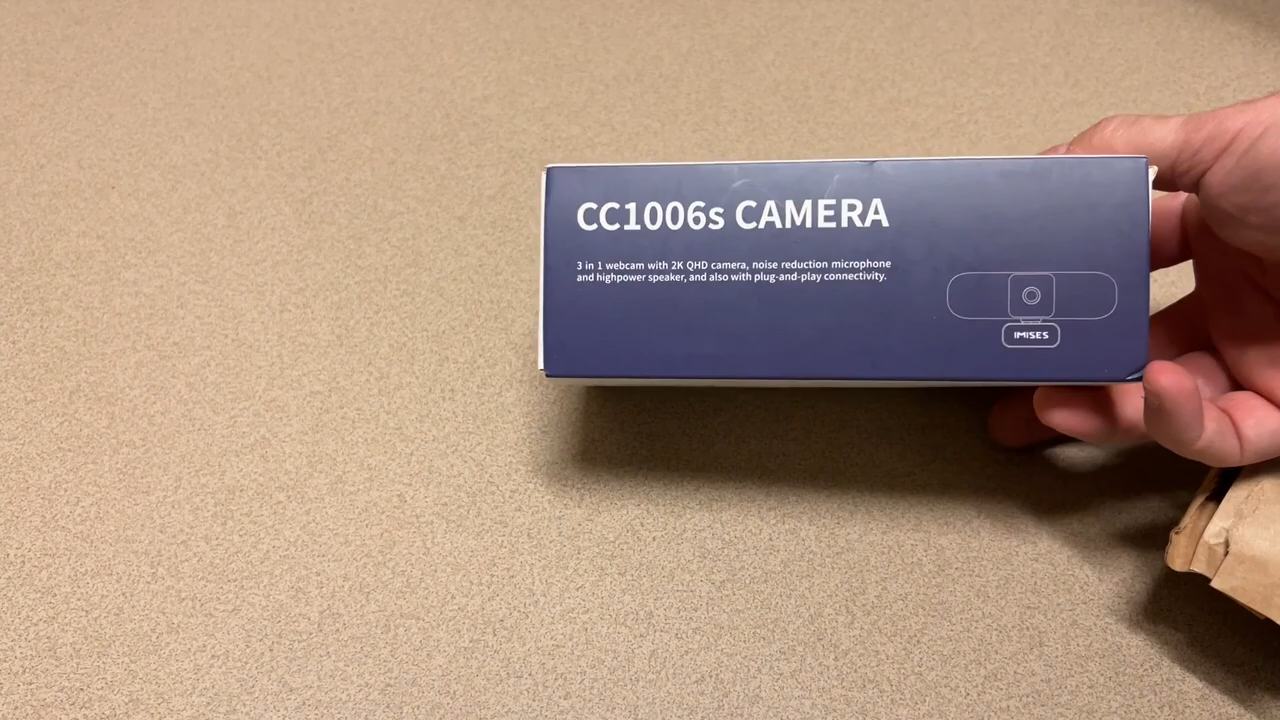 CC1006s CAMERA
3 in 1 webcam with 2K QHD camera, noise reduction microphone
and highpower speaker, and also with plug-and-play connectivity.
IMISES